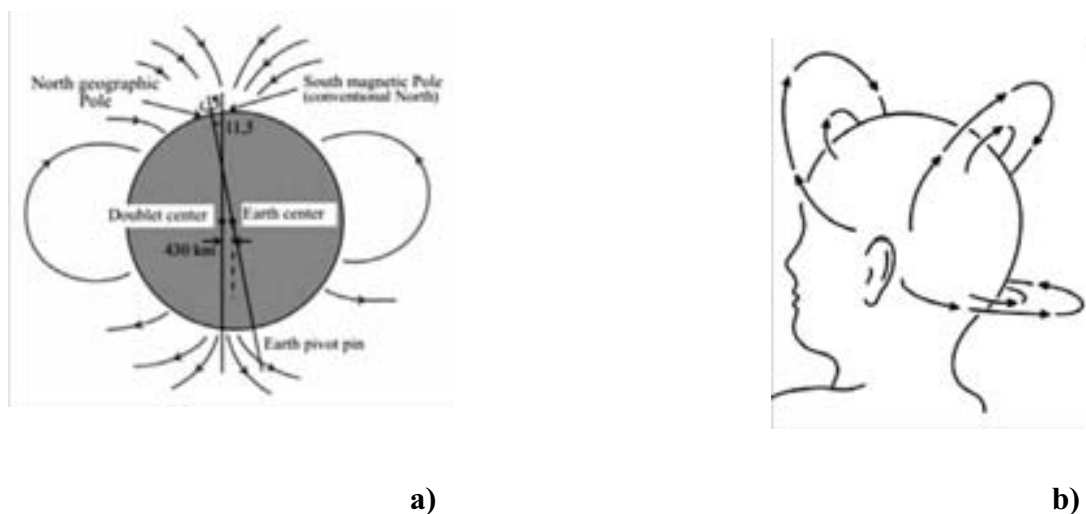 North geographic
Pole
South magnetic Pole
(conventional North)
11,5
Doublet center
Earth center
430 km
Earth pivot pin
a)
b)